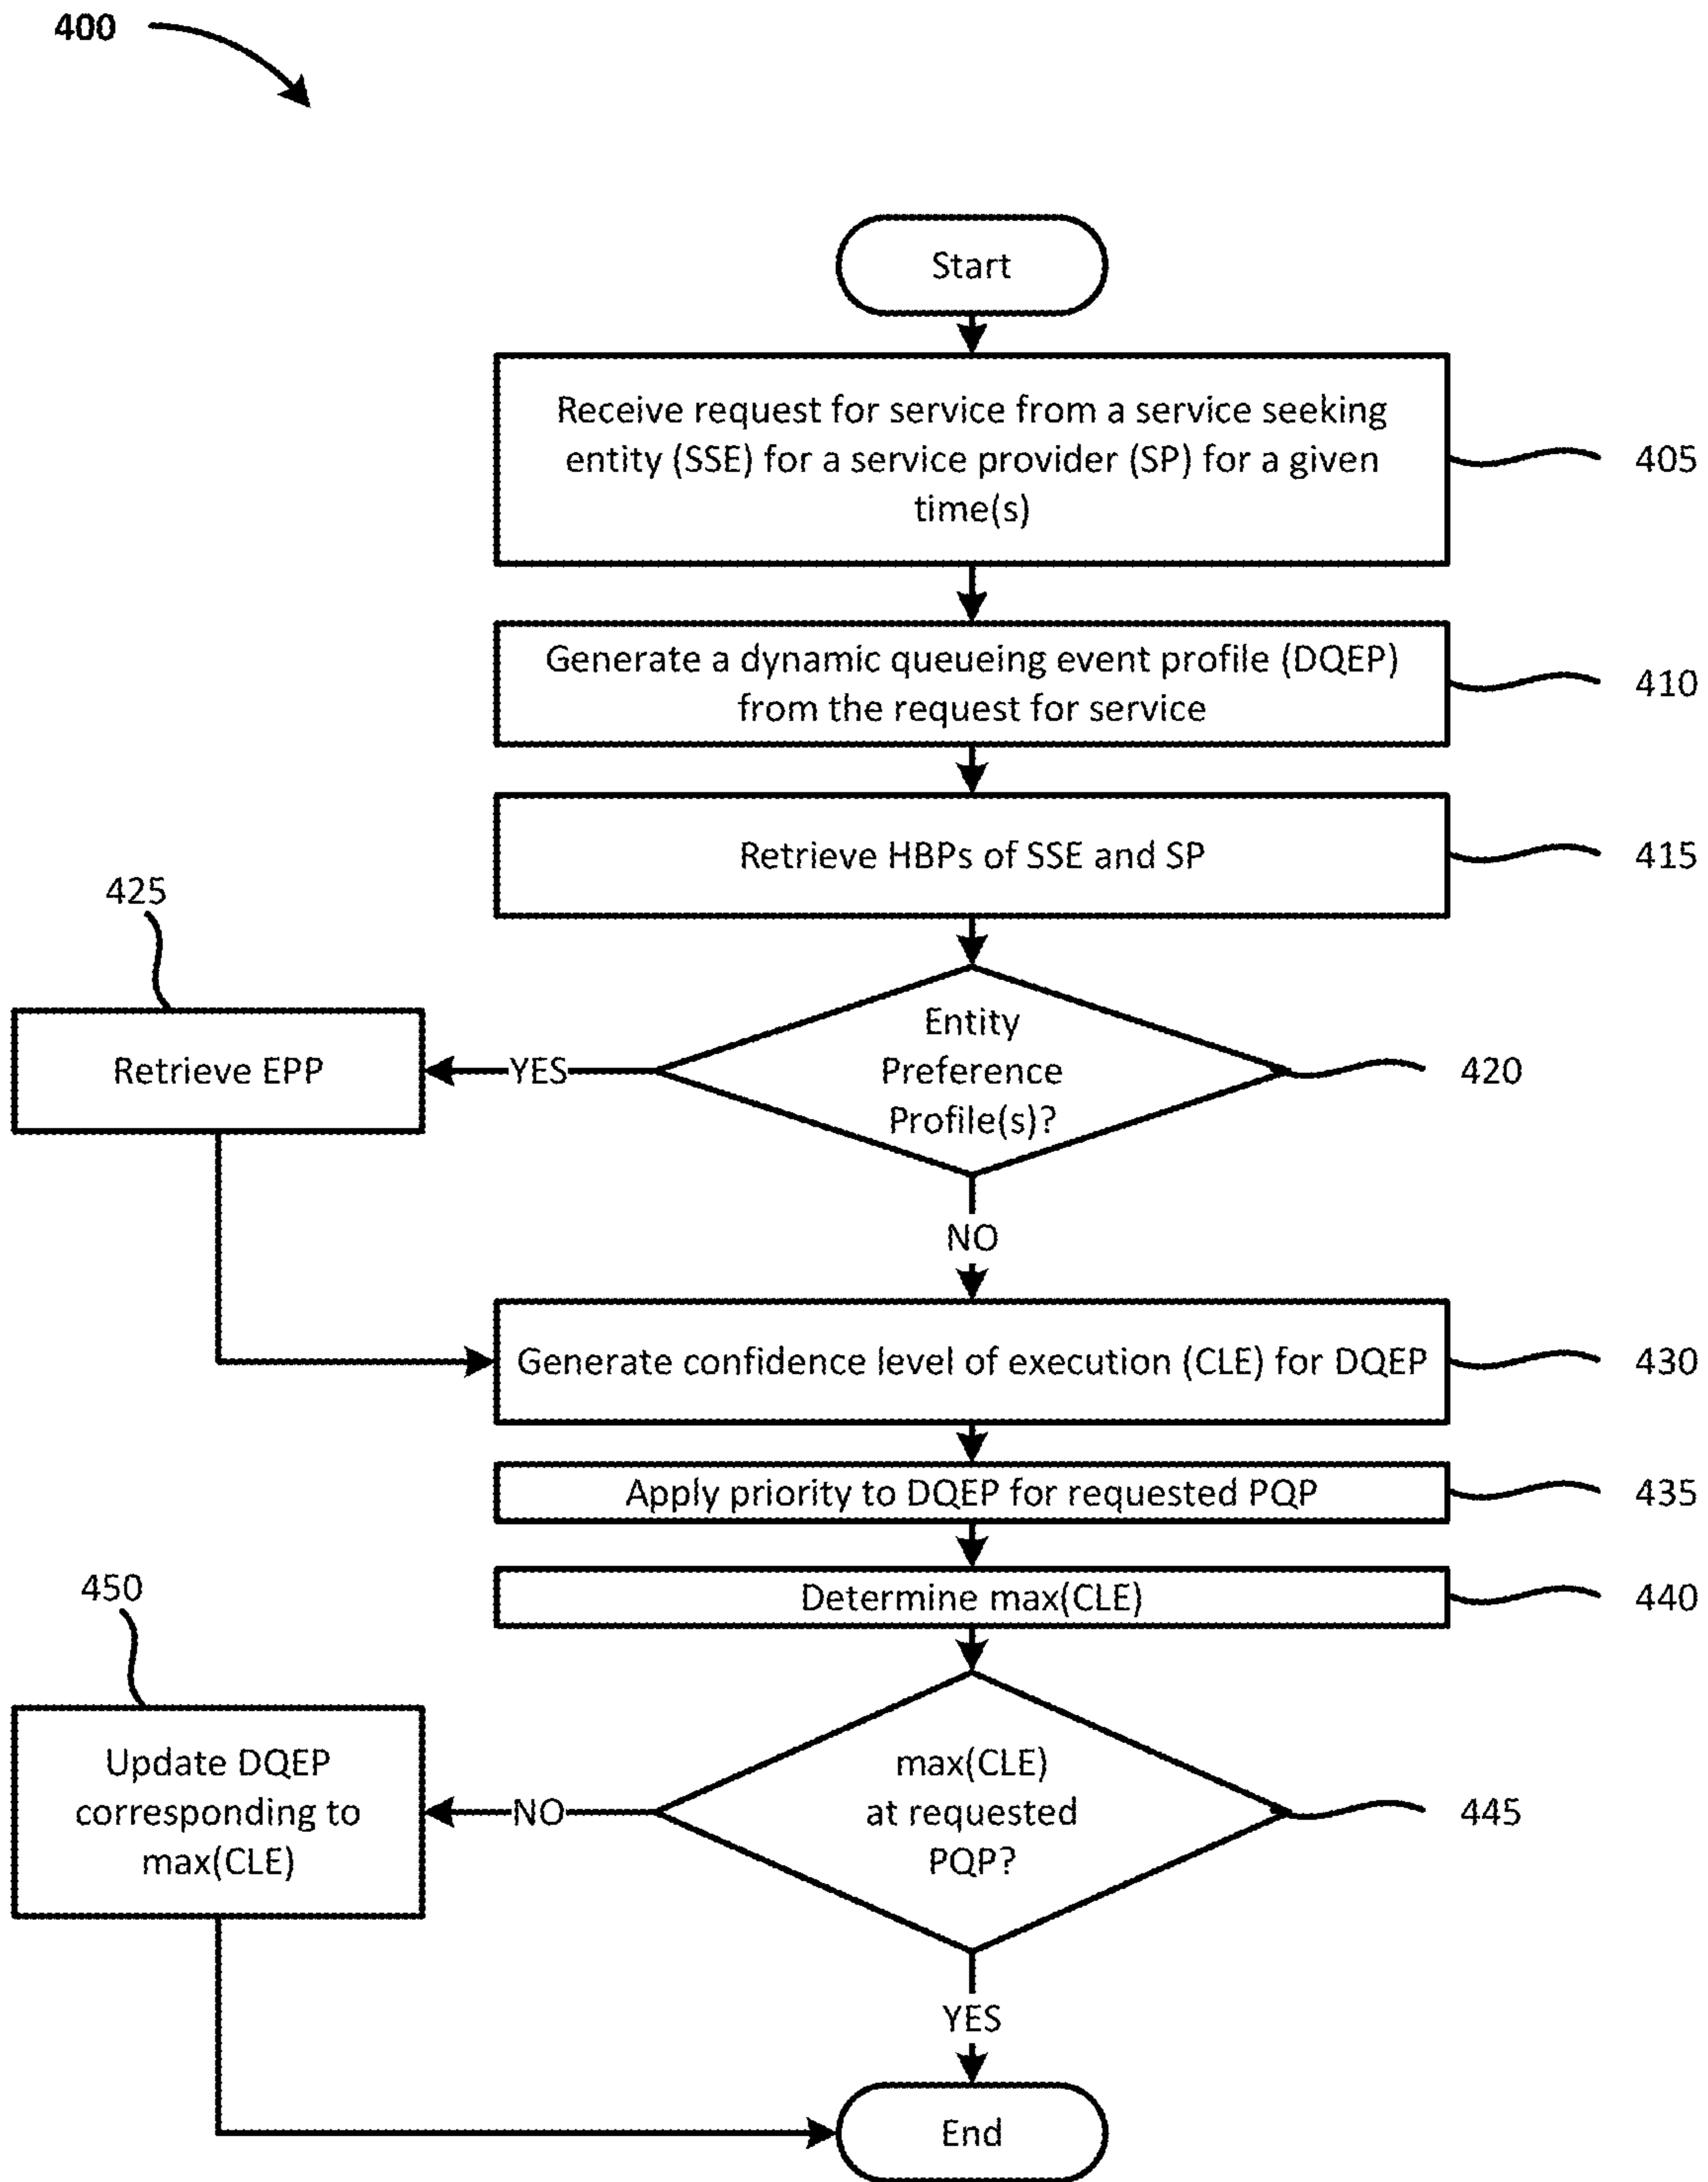 400
Start
Receive request for service from a service seeking
entity (SSE) for a service provider (SP) for a given
time(s)
405
Generate a dynamic queueing event profile (DQEP)
from the request for service
410
Retrieve HBPs of SSE and SP
415
425
Retrieve EPP
YES
Entity
Preference
Profile(s)?
420
NO
Generate confidence level of execution (CLE) for DQEP
430
Apply priority to DQEP for requested PQP
435
Determine max(CLE)
440
450
Update DQEP
corresponding to
max(CLE)
NO
max(CLE)
at requested
PQP?
445
YES
End